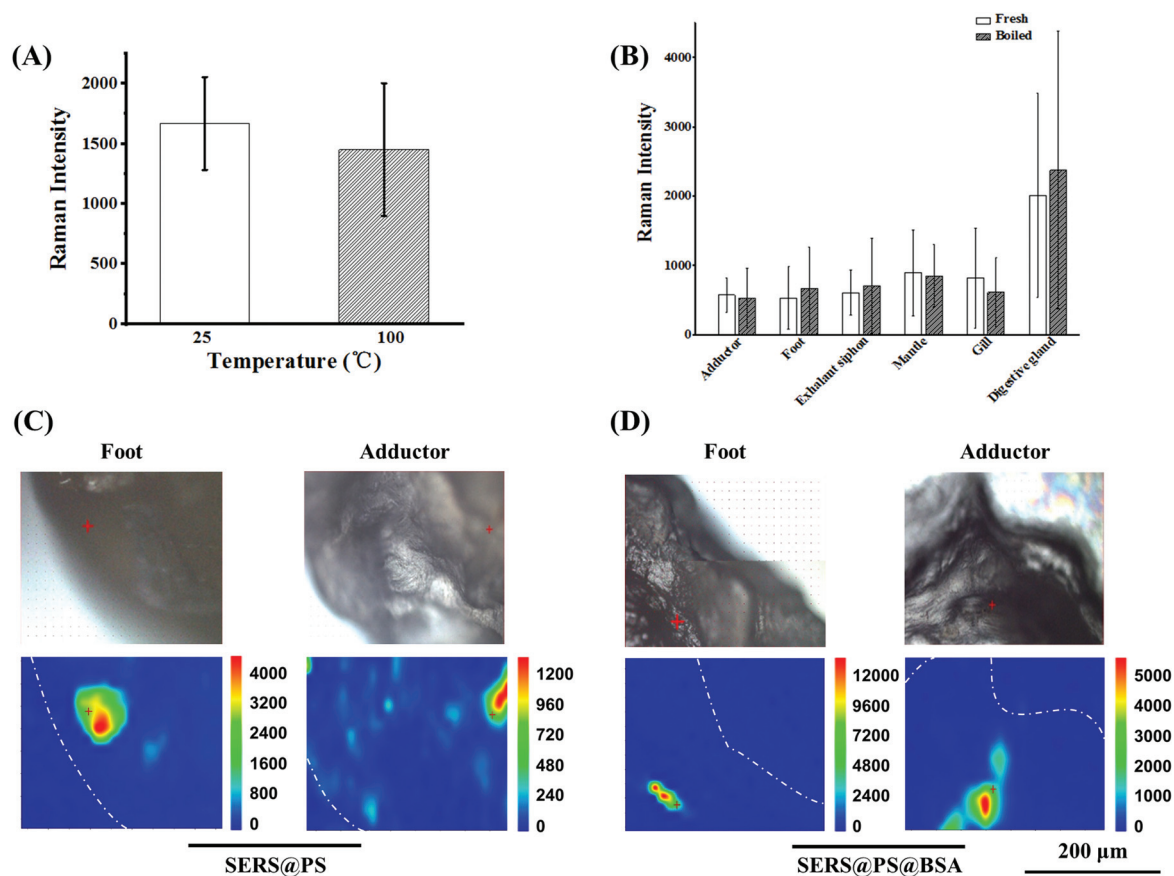 (A)
Raman Intensity
2000
1500
1000
500
0
25
100
Temperature (℃)
(B)
Fresh
Boiled
Raman Intensity
4000
3000
2000
1000
0
Adductor
Foot
Exhalant siphon
Mantle
Gill
Digestive gland
(C)
Foot
Adductor
4000
3200
2400
1600
800
0
1200
960
720
480
240
0
SERS@PS
(D)
Foot
Adductor
12000
9600
7200
4800
2400
0
5000
4000
3000
2000
1000
0
SERS@PS@BSA
200 μm